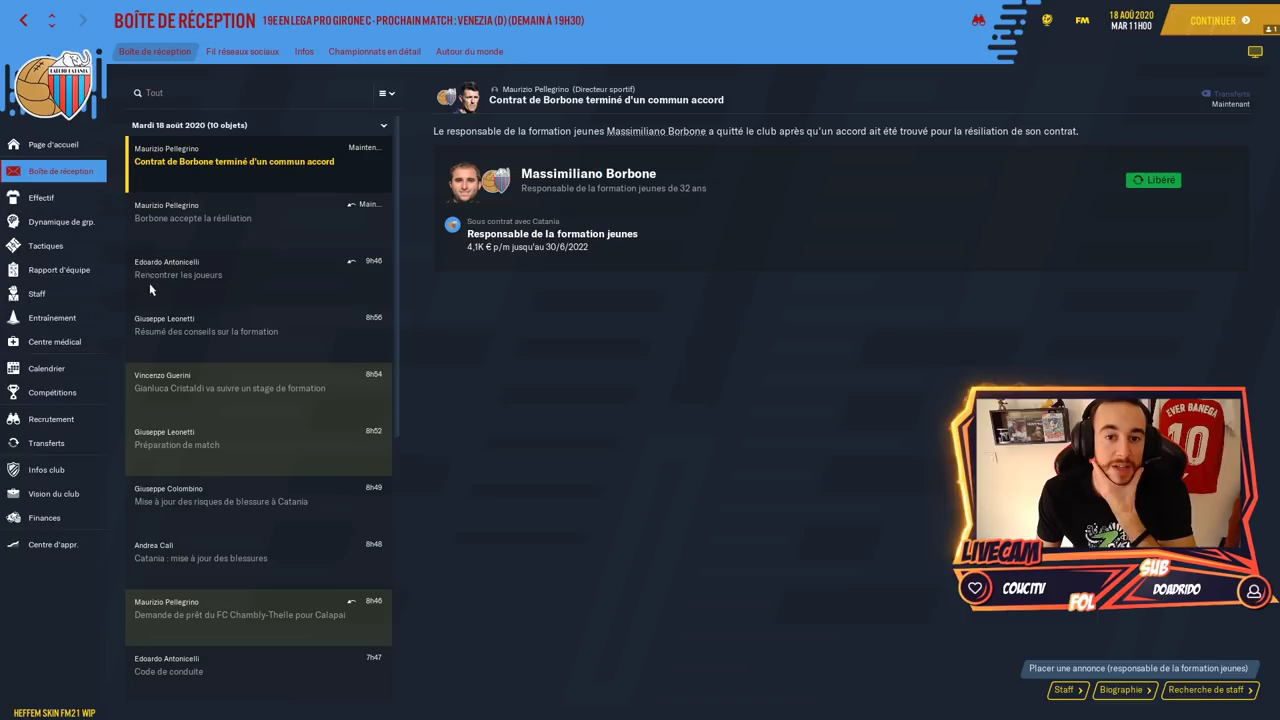 BOÎTE DE RÉCEPTION
19E EN LEGA PRO GIRONE C - PROCHAIN MATCH : VENEZIA (D) (DEMAIN À 19H30)
FM
18 AOÛ 2020
MAR 11H00
CONTINUER
1
Boîte de réception
Fil réseaux sociaux
Infos
Championnats en détail
Autour du monde
CALCIO CATANIA
Page d'accueil
Boîte de réception
Effectif
Dynamique de grp.
Tactiques
Rapport d'équipe
Staff
Entraînement
Centre médical
Calendrier
Compétitions
Recrutement
Transferts
Infos club
Vision du club
Finances
Centre d'appr.
HEFFEM SKIN FM21 WIP
Tout
Mardi 18 août 2020 (10 objets)
Maurizio Pellegrino Mainten...
Contrat de Borbone terminé d'un commun accord
Maurizio Pellegrino Main...
Borbone accepte la résiliation
Edoardo Antonicelli 9h46
Rencontrer les joueurs
Giuseppe Leonetti 8h56
Résumé des conseils sur la formation
Vincenzo Guerini 8h54
Gianluca Cristaldi va suivre un stage de formation
Giuseppe Leonetti 8h52
Préparation de match
Giuseppe Colombino 8h49
Mise à jour des risques de blessure à Catania
Andrea Calì 8h48
Catania : mise à jour des blessures
Maurizio Pellegrino 8h46
Demande de prêt du FC Chambly-Thelle pour Calapai
Edoardo Antonicelli 7h47
Code de conduite
Maurizio Pellegrino (Directeur sportif)
Contrat de Borbone terminé d'un commun accord
Transferts
Maintenant
Le responsable de la formation jeunes Massimiliano Borbone a quitté le club après qu'un accord ait été trouvé pour la résiliation de son contrat.
Massimiliano Borbone
Responsable de la formation jeunes de 32 ans
Libéré
Sous contrat avec Catania
Responsable de la formation jeunes
4,1K € p/m jusqu'au 30/6/2022
EVER BANEGA
10
LIVECAM
SUB
COUCITV
FOL
DOADRIDO
Placer une annonce (responsable de la formation jeunes)
Staff
Biographie
Recherche de staff